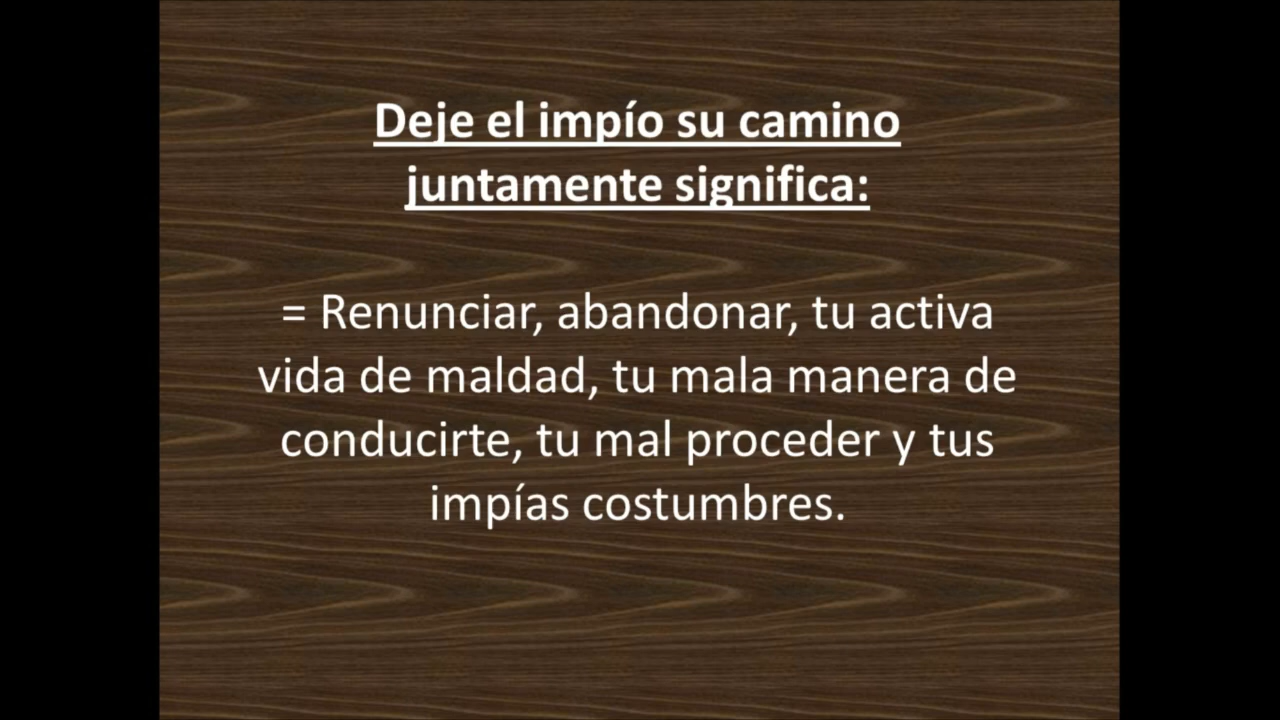 Deje el impío su camino
juntamente significa:
= Renunciar, abandonar, tu activa
vida de maldad, tu mala manera de
conducirte, tu mal proceder y tus
impías costumbres.